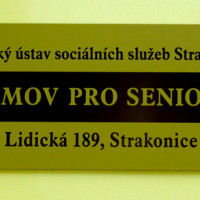 ký ústav sociálních služeb Stra
MOV PRO SENIO
Lidická 189, Strakonice